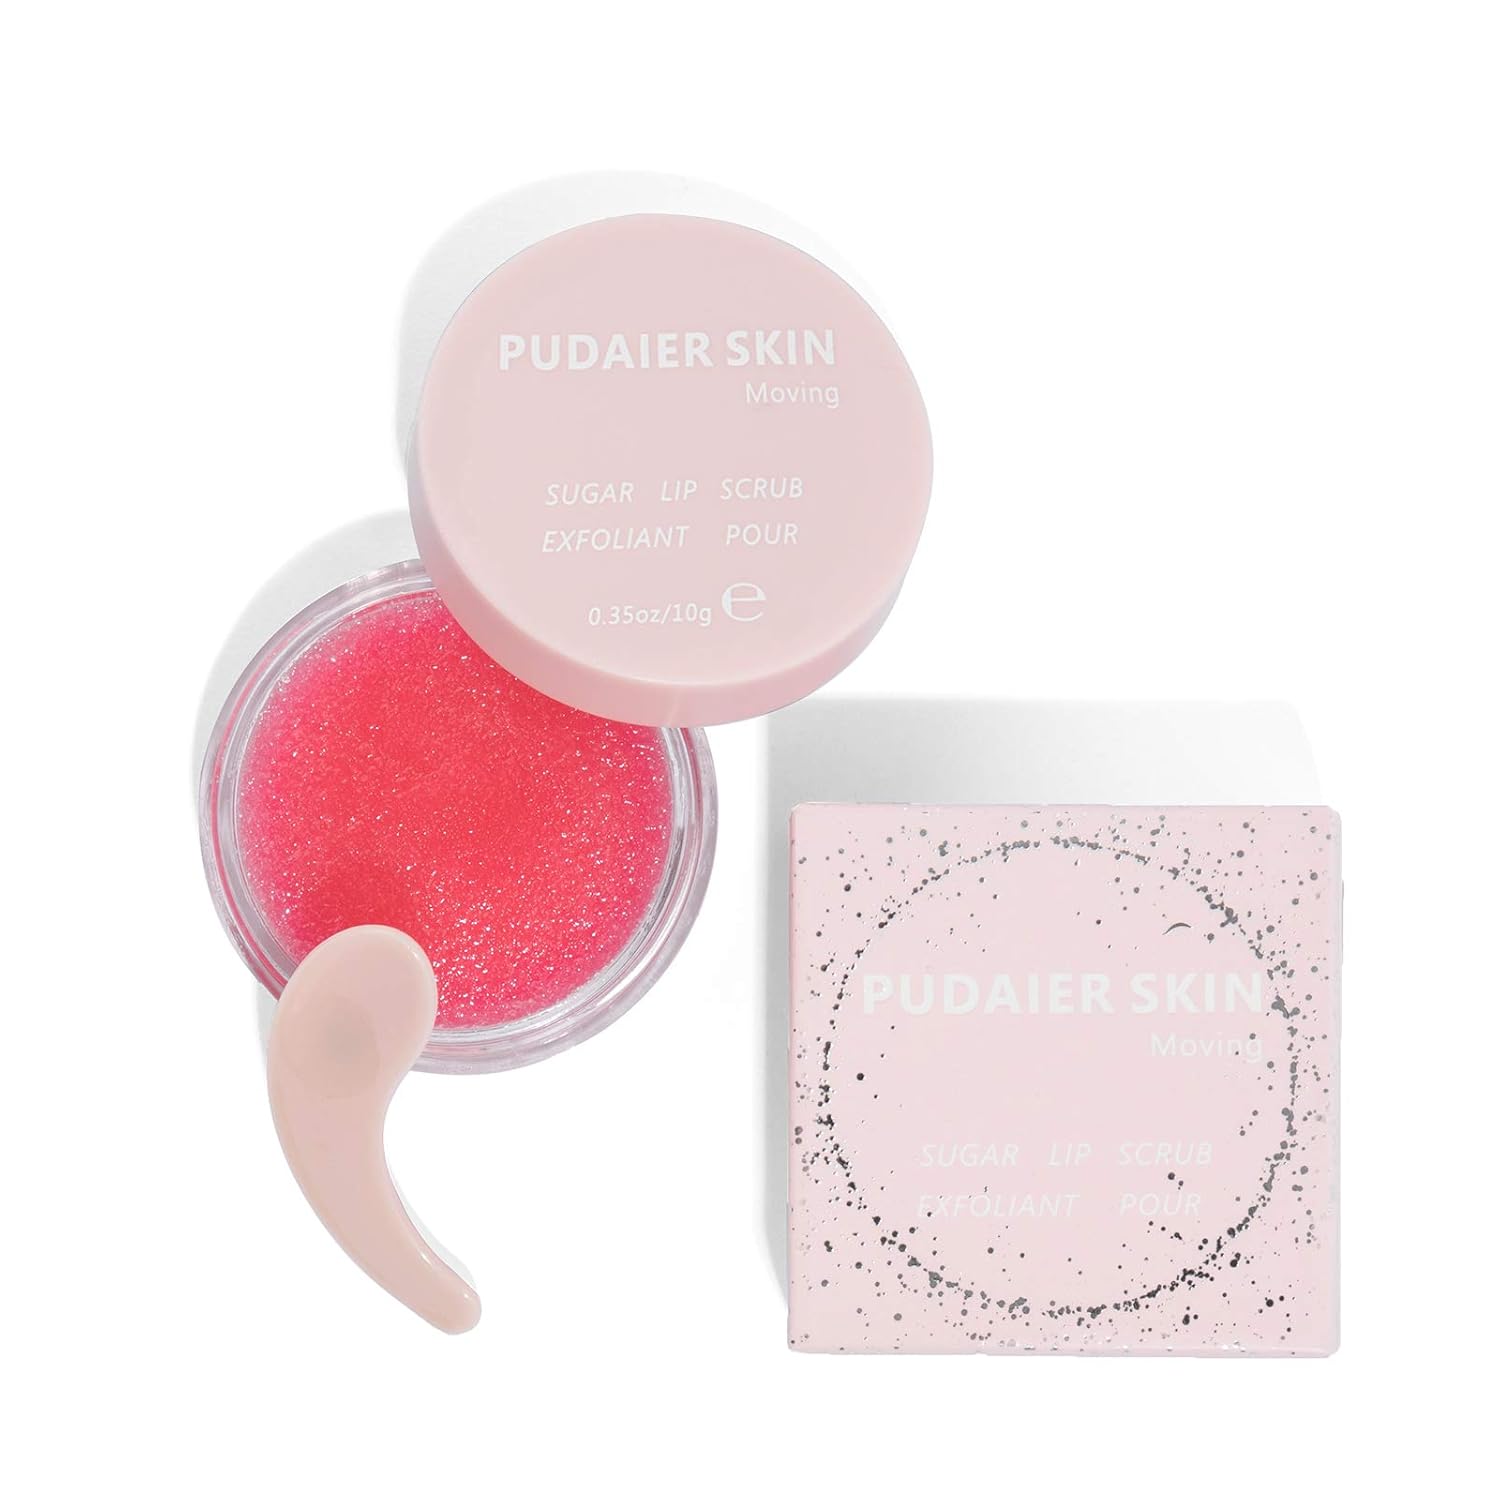 PUDAIER SKIN
Moving
SUGAR LIP SCRUB
EXFOLIANT POUR
0.35oz/10g ℮
PUDAIER SKIN
Moving
SUGAR LIP SCRUB
EXFOLIANT POUR